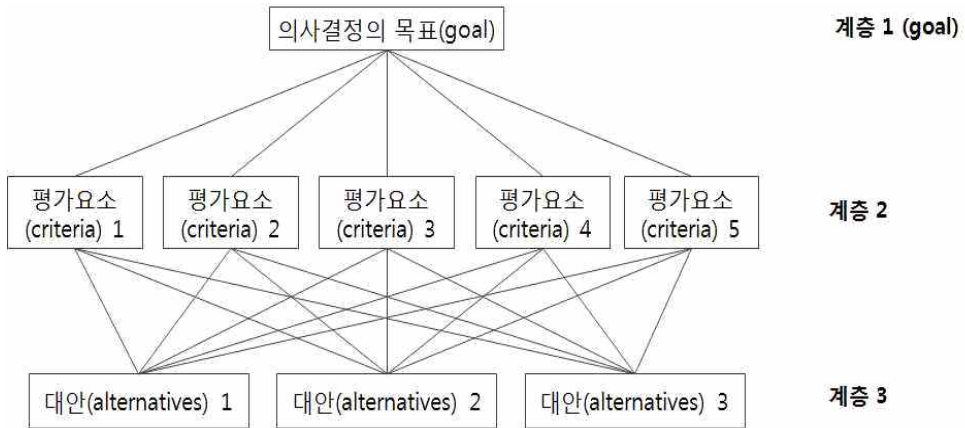 의사결정의 목표(goal)
계층 1 (goal)
평가요소
(criteria) 1
평가요소
(criteria) 2
평가요소
(criteria) 3
평가요소
(criteria) 4
평가요소
(criteria) 5
계층 2
대안(alternatives) 1
대안(alternatives) 2
대안(alternatives) 3
계층 3